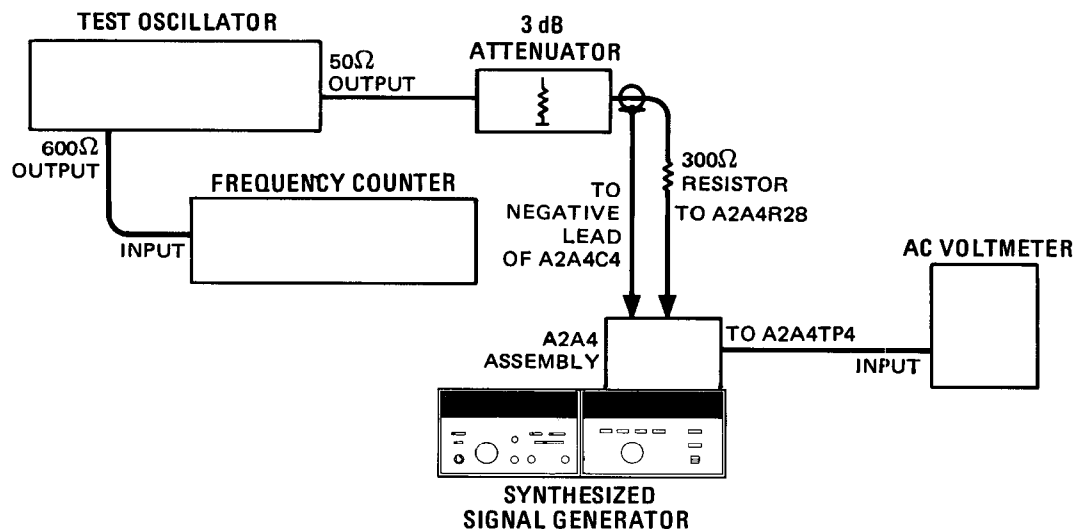 TEST OSCILLATOR
50Ω
OUTPUT
3 dB
ATTENUATOR
600Ω
OUTPUT
FREQUENCY COUNTER
INPUT
TO
NEGATIVE
LEAD
OF A2A4C4
300Ω
RESISTOR
TO A2A4R28
AC VOLTMETER
A2A4
ASSEMBLY
TO A2A4TP4
INPUT
SYNTHESIZED
SIGNAL GENERATOR